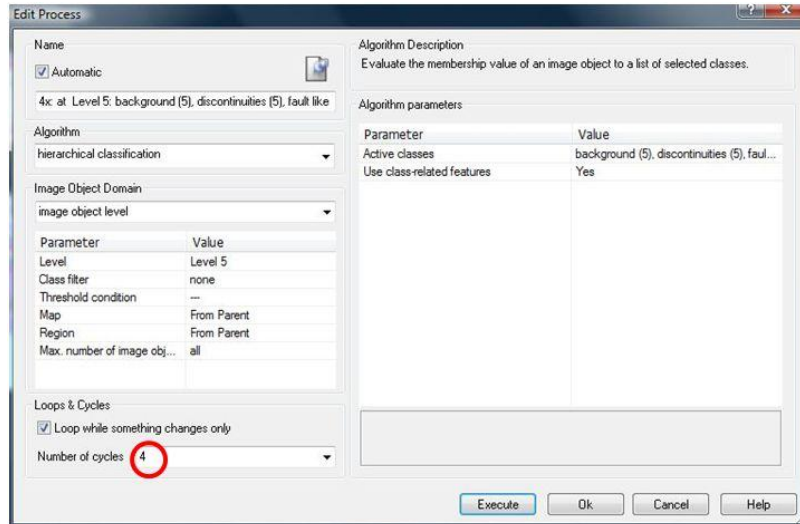 Edit Process
Name
Automatic
4x: at Level 5: background (5), discontinuities (5), fault like
Algorithm
hierarchical classification
Image Object Domain
image object level
Parameter Value
Level Level 5
Class filter none
Threshold condition ---
Map From Parent
Region From Parent
Max. number of image obj... all
Loops & Cycles
Loop while something changes only
Number of cycles 4
Algorithm Description
Evaluate the membership value of an image object to a list of selected classes.
Algorithm parameters
Parameter Value
Active classes background (5), discontinuities (5), faul...
Use class-related features Yes
Execute Ok Cancel Help